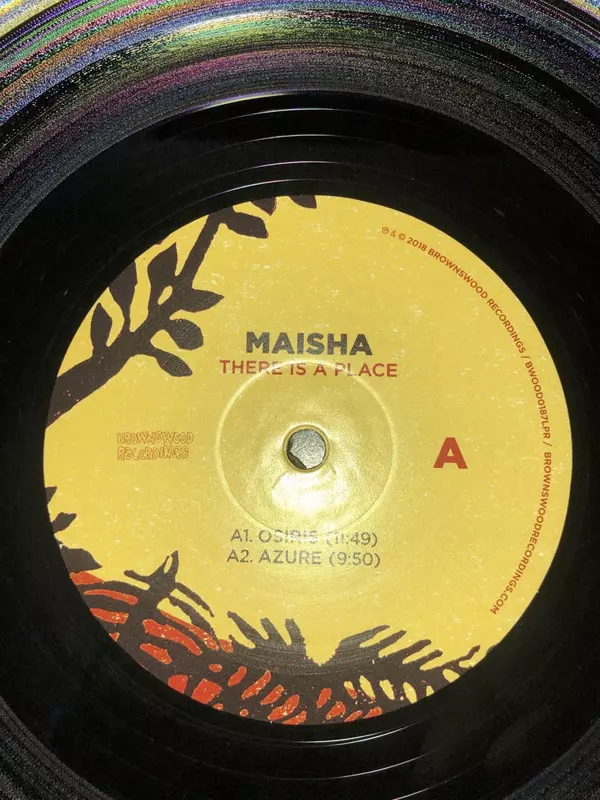 ℗ & © 2018 BROWNSWOOD RECORDINGS / BWOOD0187LPR / BROWNSWOODRECORDINGS.COM
MAISHA
THERE IS A PLACE
BROWNSWOOD
RECORDINGS
A
A1. OSIRIS (11:49)
A2. AZURE (9:50)